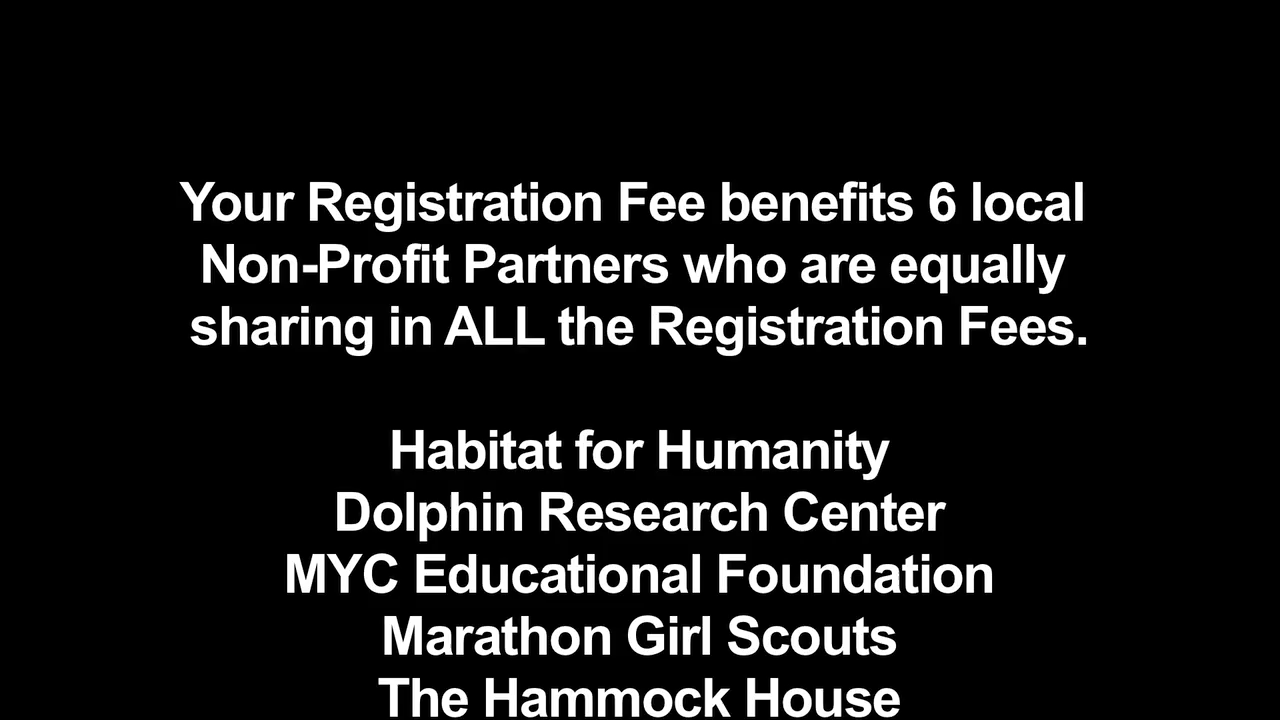 Your Registration Fee benefits 6 local
Non-Profit Partners who are equally
sharing in ALL the Registration Fees.
Habitat for Humanity
Dolphin Research Center
MYC Educational Foundation
Marathon Girl Scouts
The Hammock House